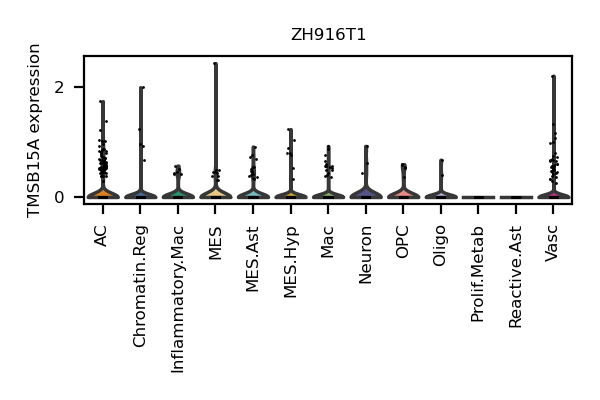 ZH916T1
TMSB15A expression
2
0
AC
Chromatin.Reg
Inflammatory.Mac
MES
MES.Ast
MES.Hyp
Mac
Neuron
OPC
Oligo
Prolif.Metab
Reactive.Ast
Vasc